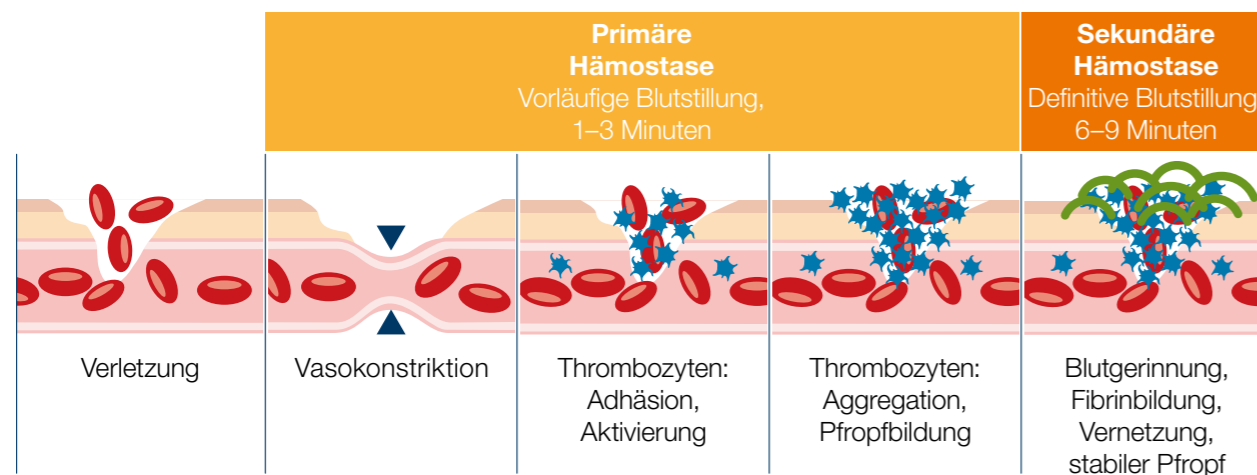 Primäre
Hämostase
Vorläufige Blutstillung,
1–3 Minuten
Sekundäre
Hämostase
Definitive Blutstillung
6–9 Minuten
Verletzung
Vasokonstriktion
Thrombozyten:
Adhäsion,
Aktivierung
Thrombozyten:
Aggregation,
Pfropfbildung
Blutgerinnung,
Fibrinbildung,
Vernetzung,
stabiler Pfropf